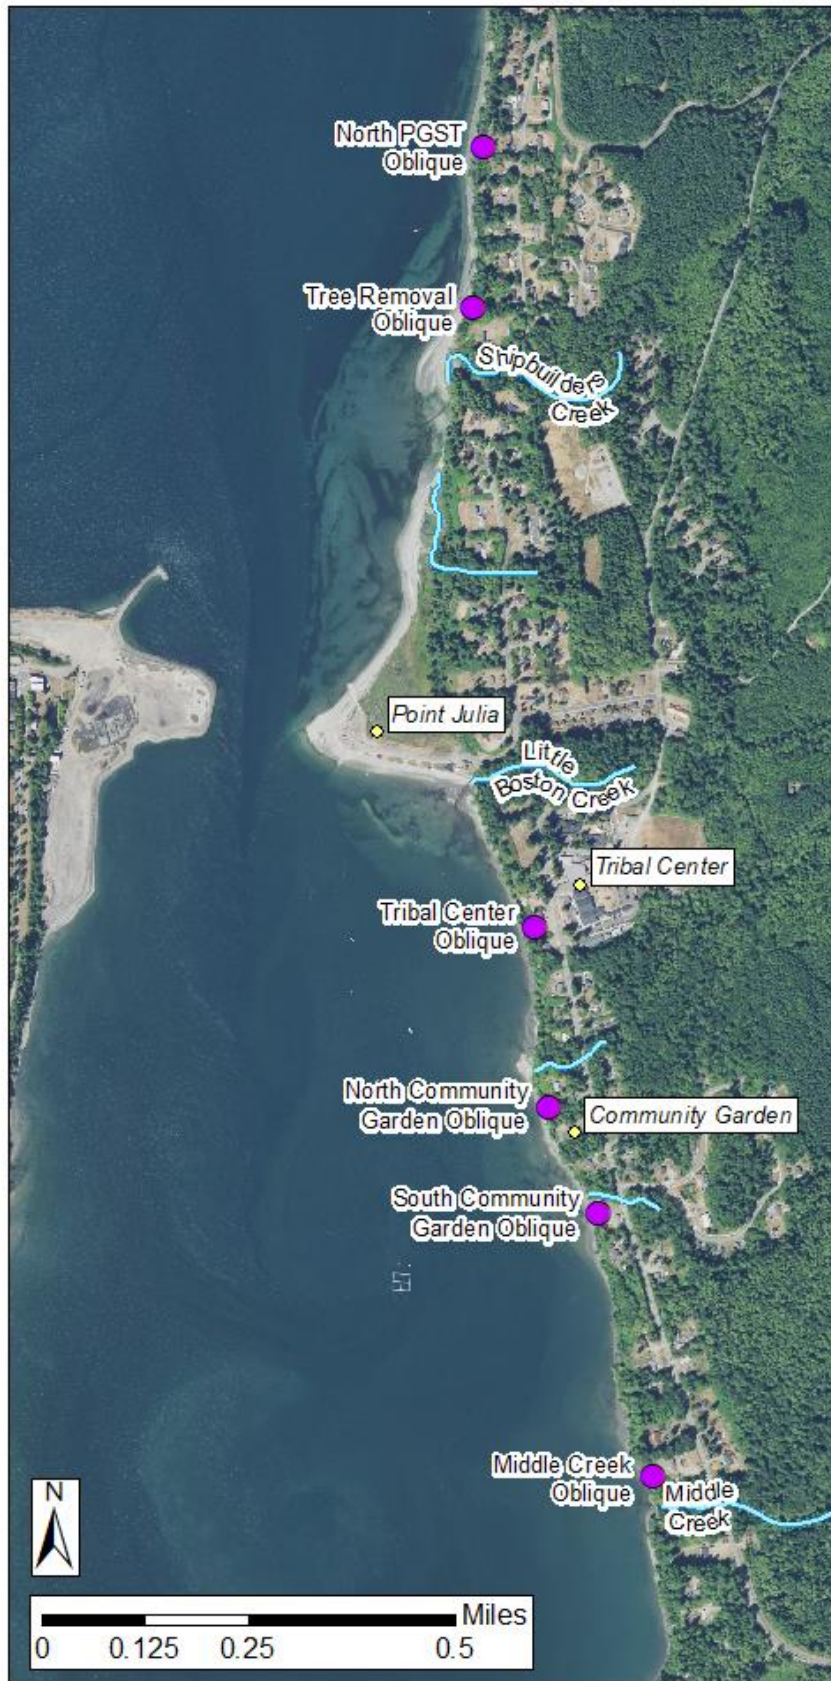 North PGST
Oblique
Tree Removal
Oblique
Shipbuilders
Creek
Point Julia
Little
Boston Creek
Tribal Center
Tribal Center
Oblique
North Community
Garden Oblique
Community Garden
South Community
Garden Oblique
Middle Creek
Oblique
Middle
Creek
N
Miles
0 0.125 0.25 0.5